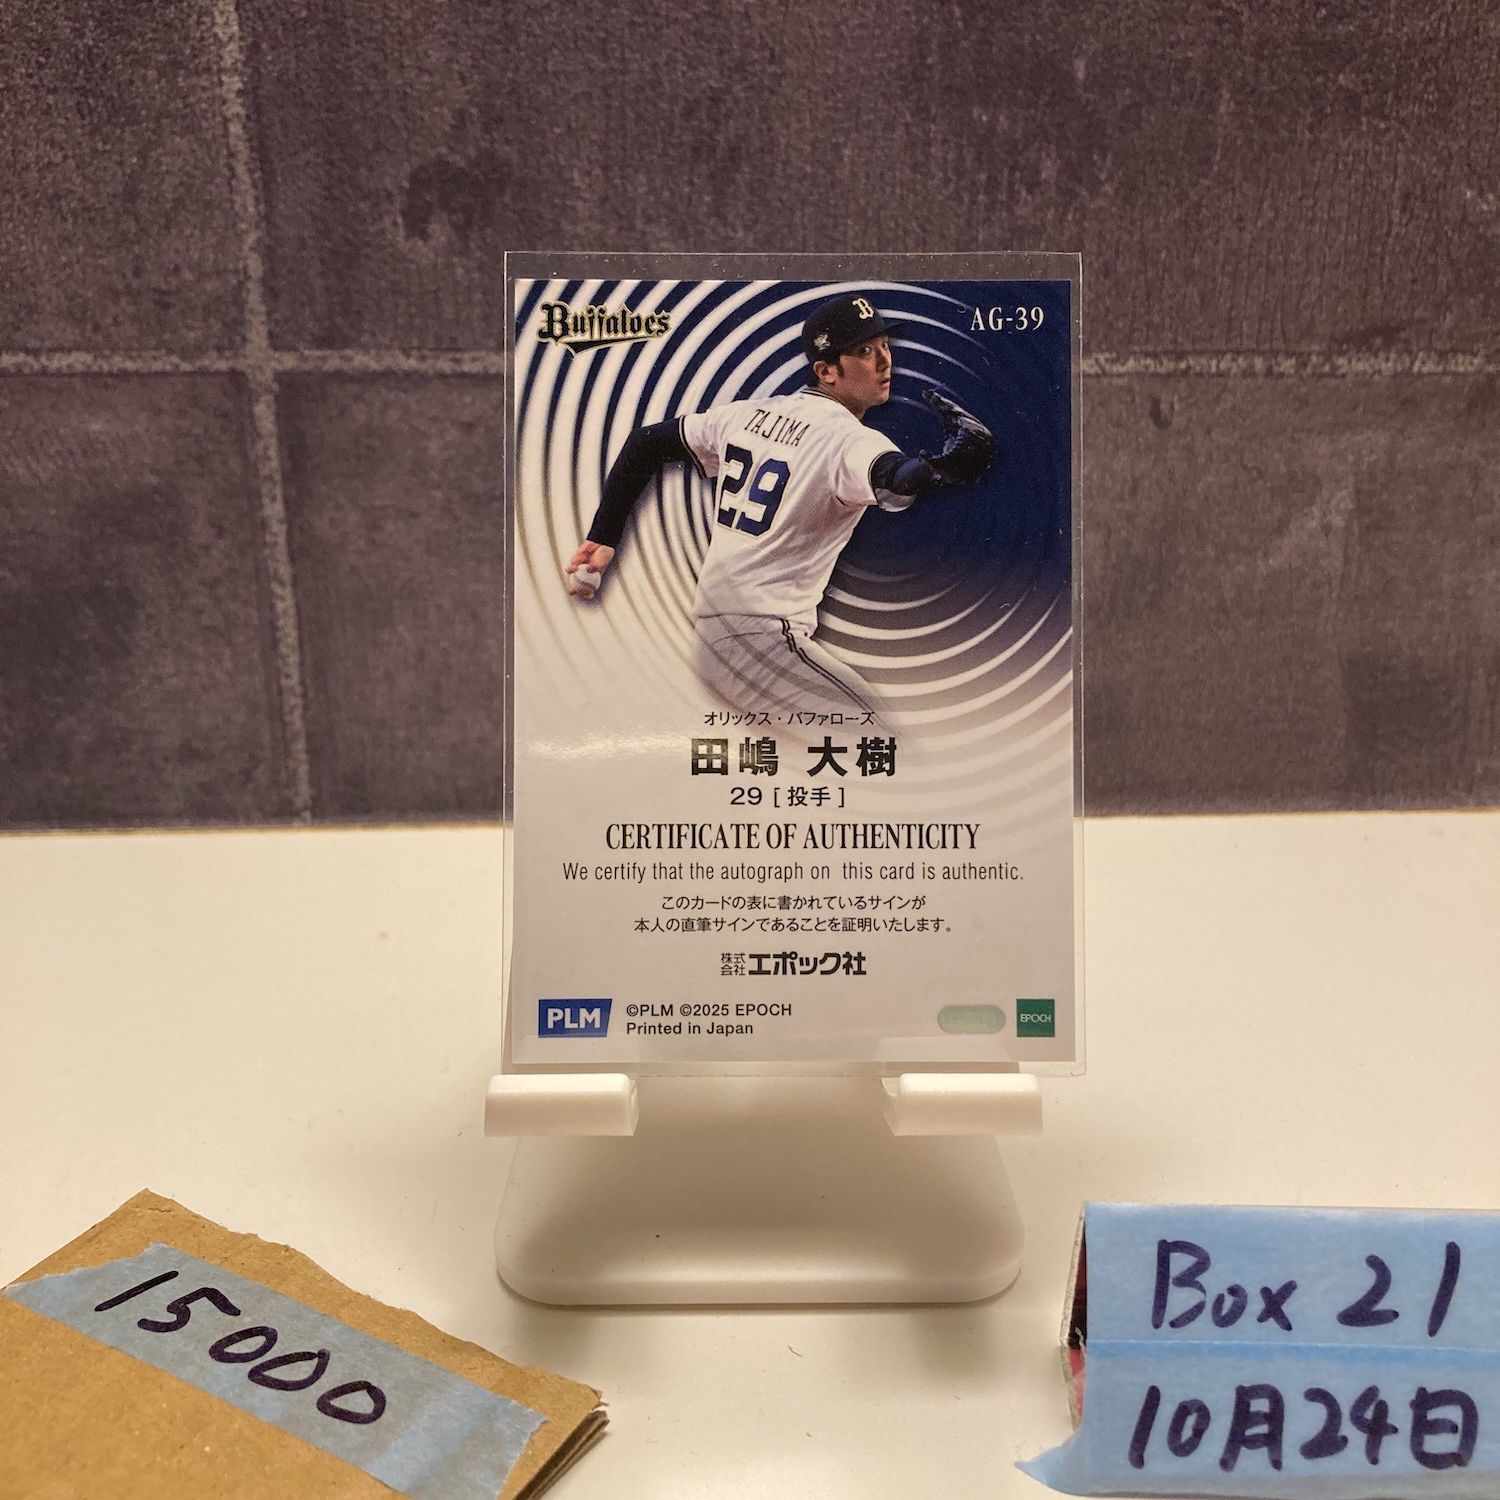 Buffaloes
AG-39
TAJIMA
29
オリックス・バファローズ
田嶋 大樹
29 [ 投手 ]
CERTIFICATE OF AUTHENTICITY
We certify that the autograph on this card is authentic.
このカードの表に書かれているサインが
本人の直筆サインであることを証明いたします。
株式会社エポック社
PLM
©PLM ©2025 EPOCH
Printed in Japan
EPOCH
15000
Box 21
10月24日